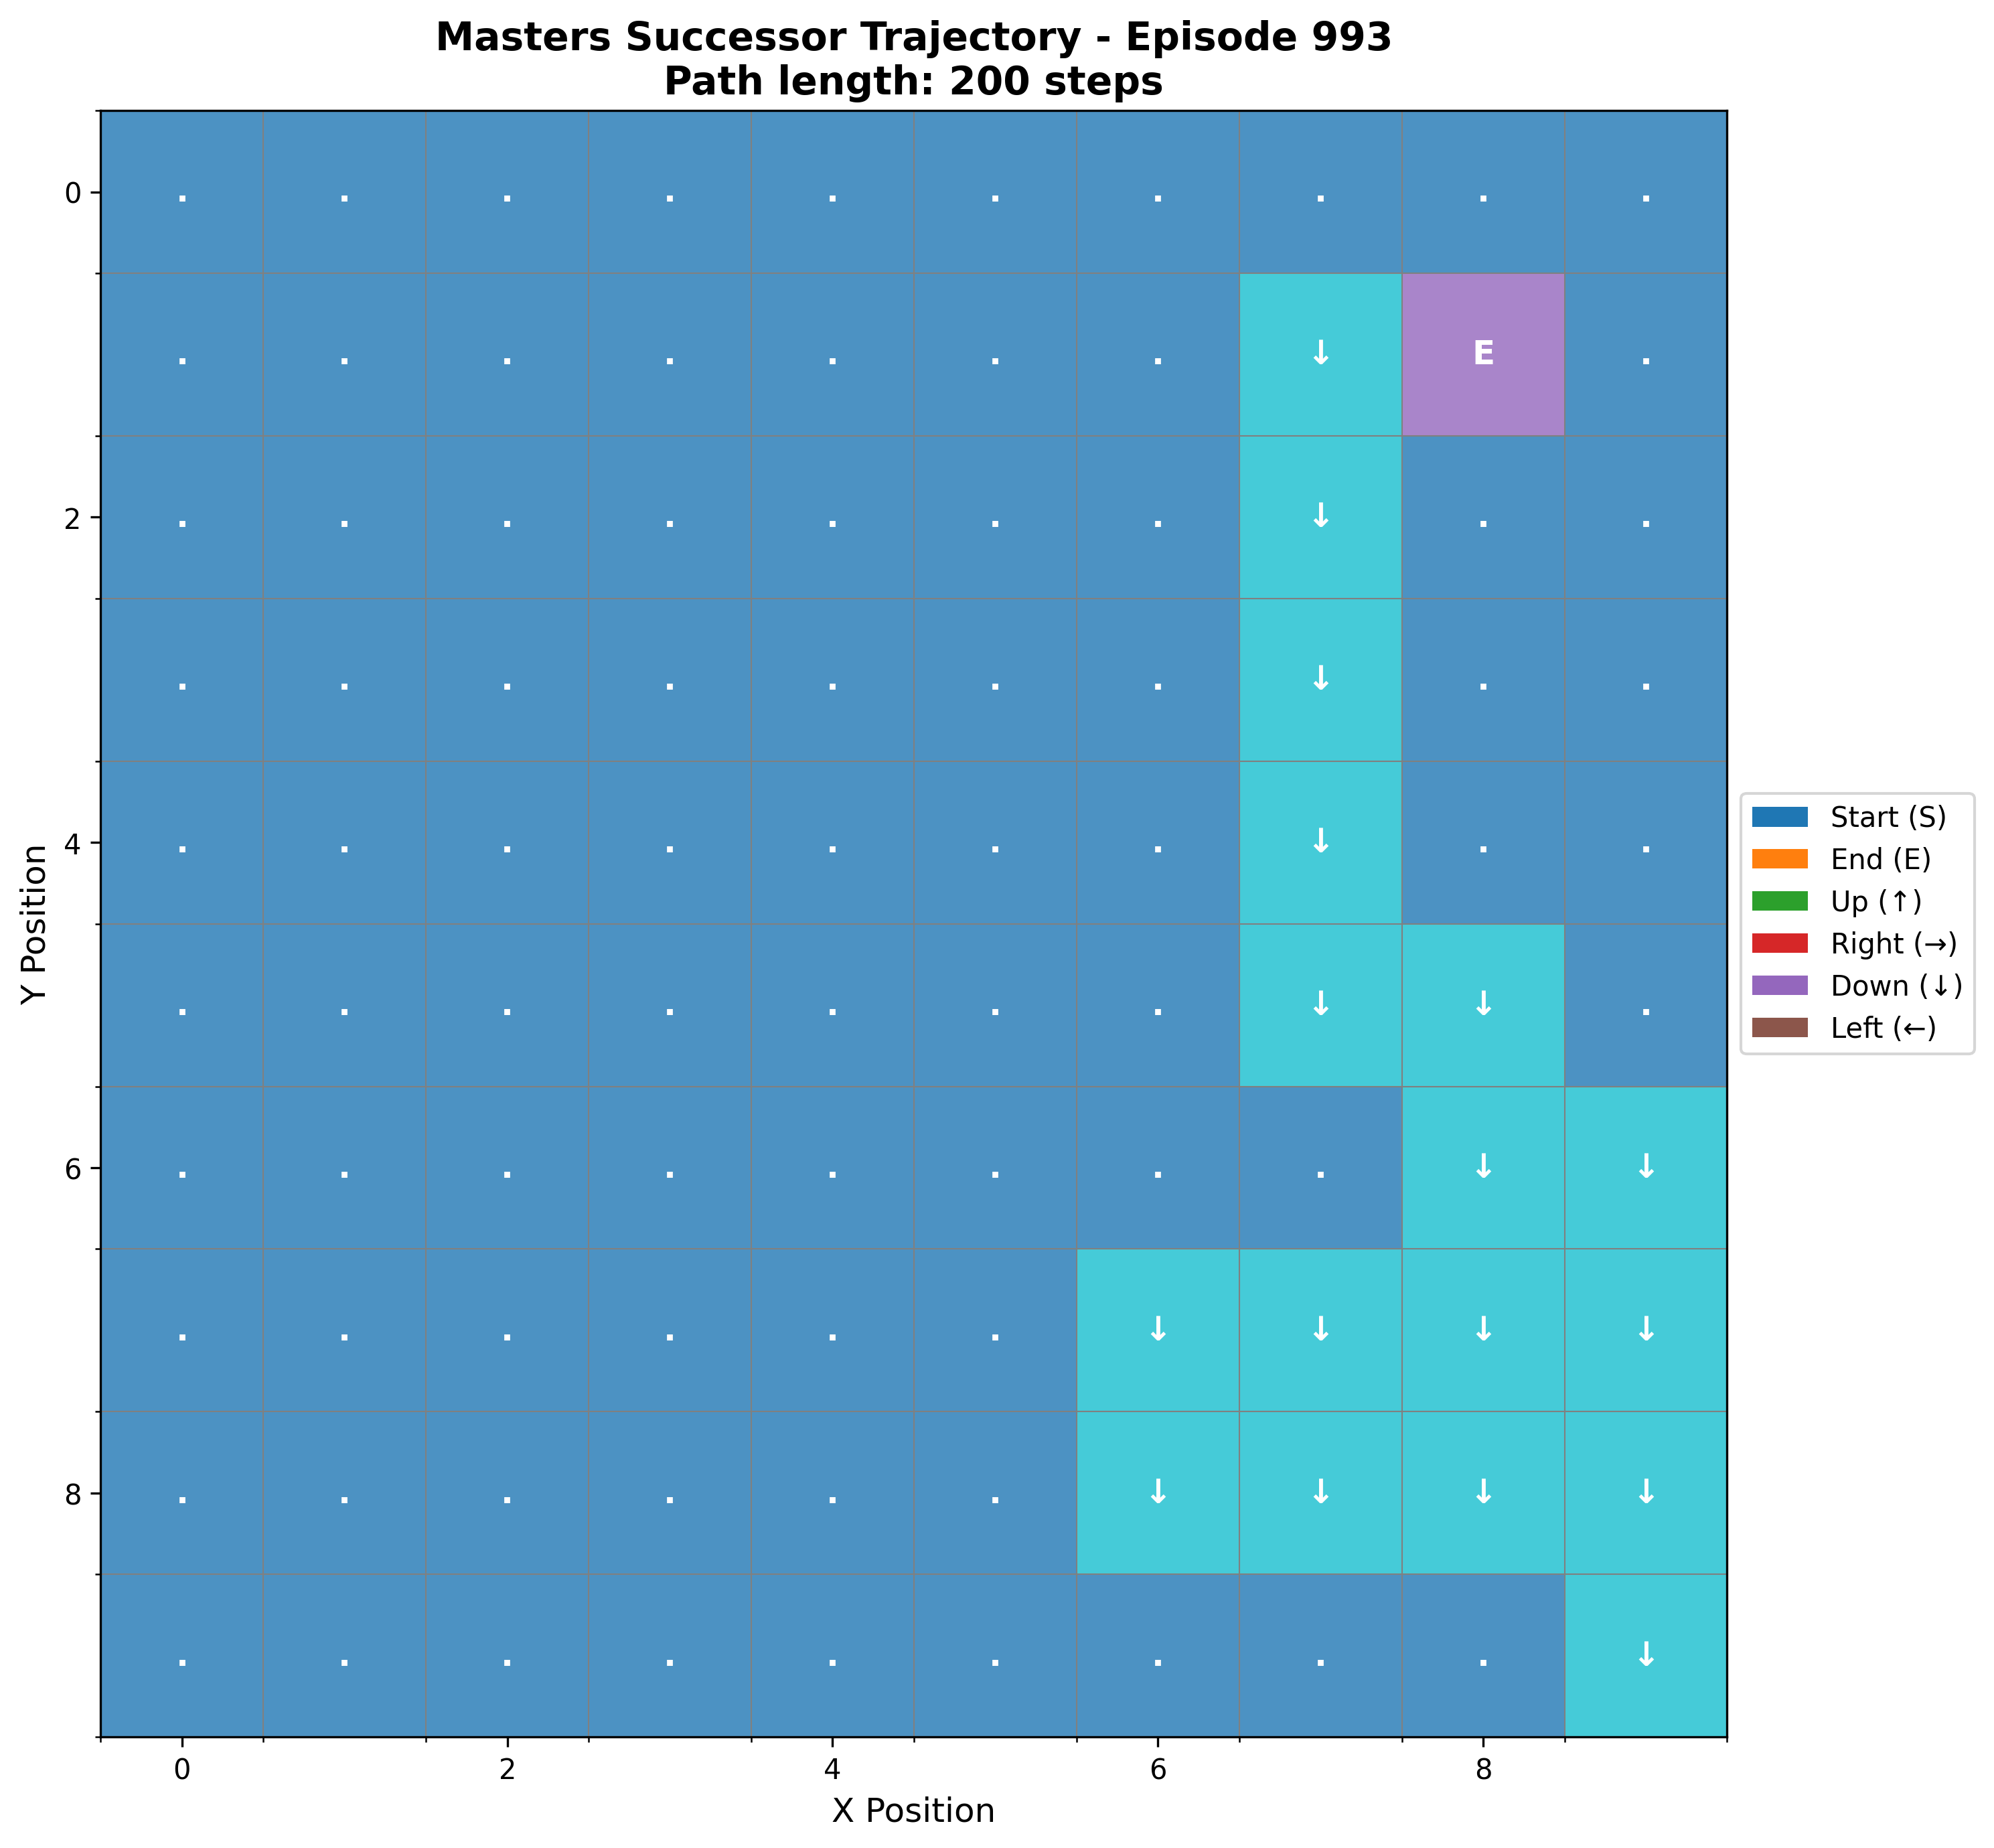 Masters Successor Trajectory - Episode 993
Path length: 200 steps
0 . . . . . . . . . .
. . . . . . . ↓ E .
2 . . . . . . . ↓ . .
. . . . . . . ↓ . .
4 . . . . . . . ↓ . .
. . . . . . . ↓ ↓ .
6 . . . . . . . . ↓ ↓
. . . . . . ↓ ↓ ↓ ↓
8 . . . . . . ↓ ↓ ↓ ↓
. . . . . . . . . ↓
0 2 4 6 8
X Position
Y Position
Start (S)
End (E)
Up (↑)
Right (→)
Down (↓)
Left (←)